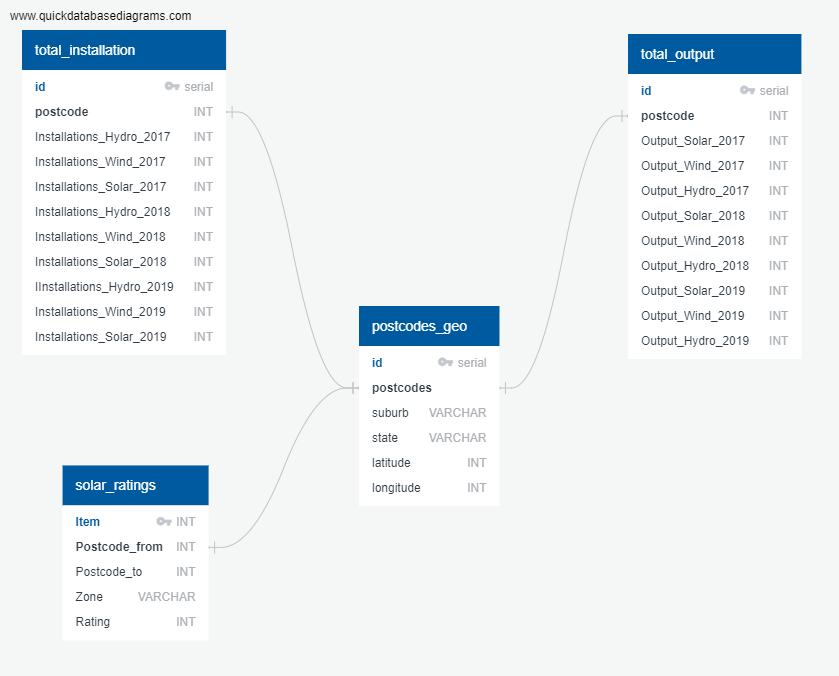 www.quickdatabasediagrams.com
total_installation
id serial
postcode INT
Installations_Hydro_2017 INT
Installations_Wind_2017 INT
Installations_Solar_2017 INT
Installations_Hydro_2018 INT
Installations_Wind_2018 INT
Installations_Solar_2018 INT
IInstallations_Hydro_2019 INT
Installations_Wind_2019 INT
Installations_Solar_2019 INT
total_output
id serial
postcode INT
Output_Solar_2017 INT
Output_Wind_2017 INT
Output_Hydro_2017 INT
Output_Solar_2018 INT
Output_Wind_2018 INT
Output_Hydro_2018 INT
Output_Solar_2019 INT
Output_Wind_2019 INT
Output_Hydro_2019 INT
postcodes_geo
id serial
postcodes
suburb VARCHAR
state VARCHAR
latitude INT
longitude INT
solar_ratings
Item INT
Postcode_from INT
Postcode_to INT
Zone VARCHAR
Rating INT